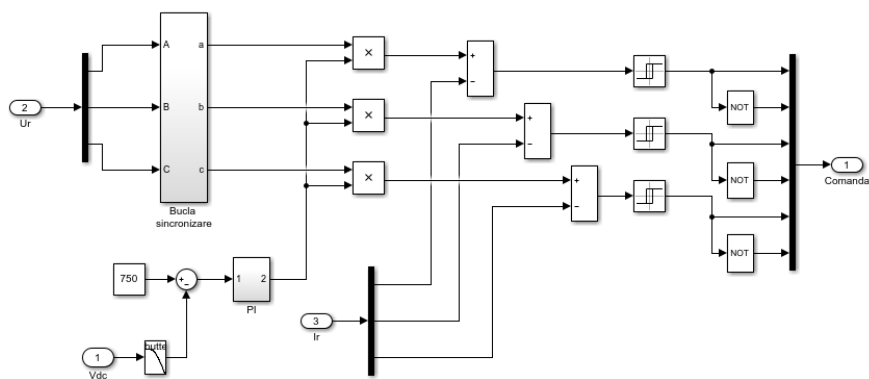 2
Ur
A
B
C
a
b
c
Bucla
sincronizare
×
×
×
+
−
+
−
+
−
NOT
NOT
NOT
1
Comanda
750
+
−
1
2
PI
3
Ir
1
Vdc
butte